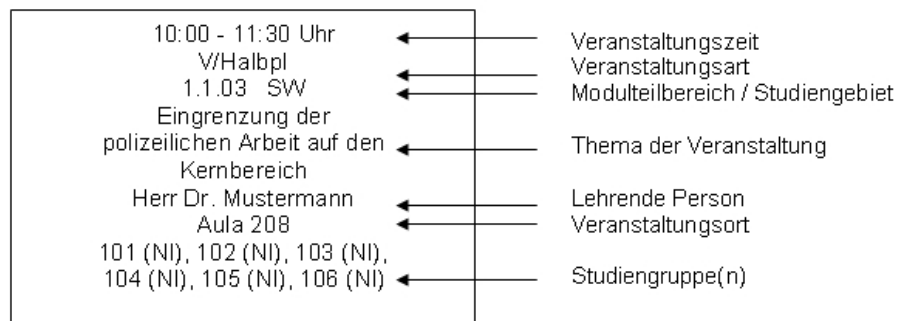 10:00 - 11:30 Uhr
V/Halbpl
1.1.03 SW
Eingrenzung der
polizeilichen Arbeit auf den
Kernbereich
Herr Dr. Mustermann
Aula 208
101 (NI), 102 (NI), 103 (NI),
104 (NI), 105 (NI), 106 (NI)
Veranstaltungszeit
Veranstaltungsart
Modulteilbereich / Studiengebiet
Thema der Veranstaltung
Lehrende Person
Veranstaltungsort
Studiengruppe(n)